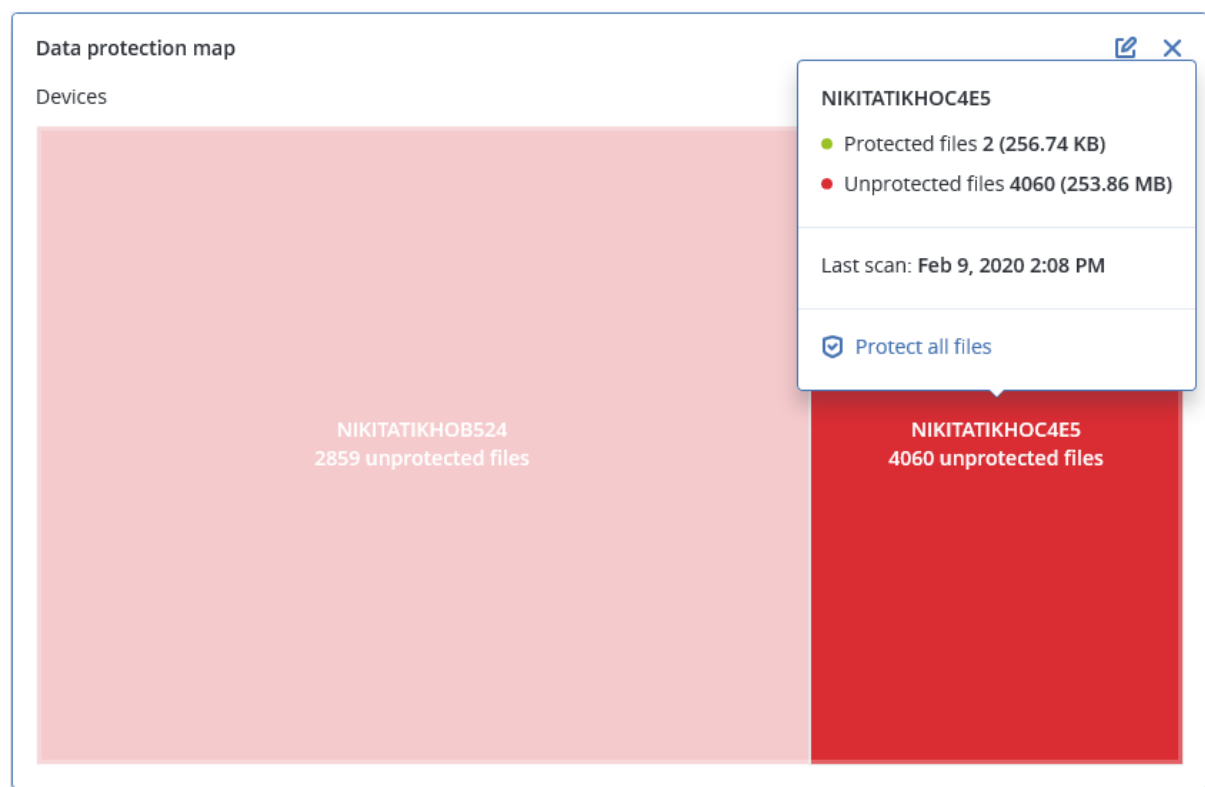 Data protection map
Devices
NIKITATIKHOC4E5
Protected files 2 (256.74 KB)
Unprotected files 4060 (253.86 MB)
Last scan: Feb 9, 2020 2:08 PM
Protect all files
NIKITATIKHOB524
2859 unprotected files
NIKITATIKHOC4E5
4060 unprotected files